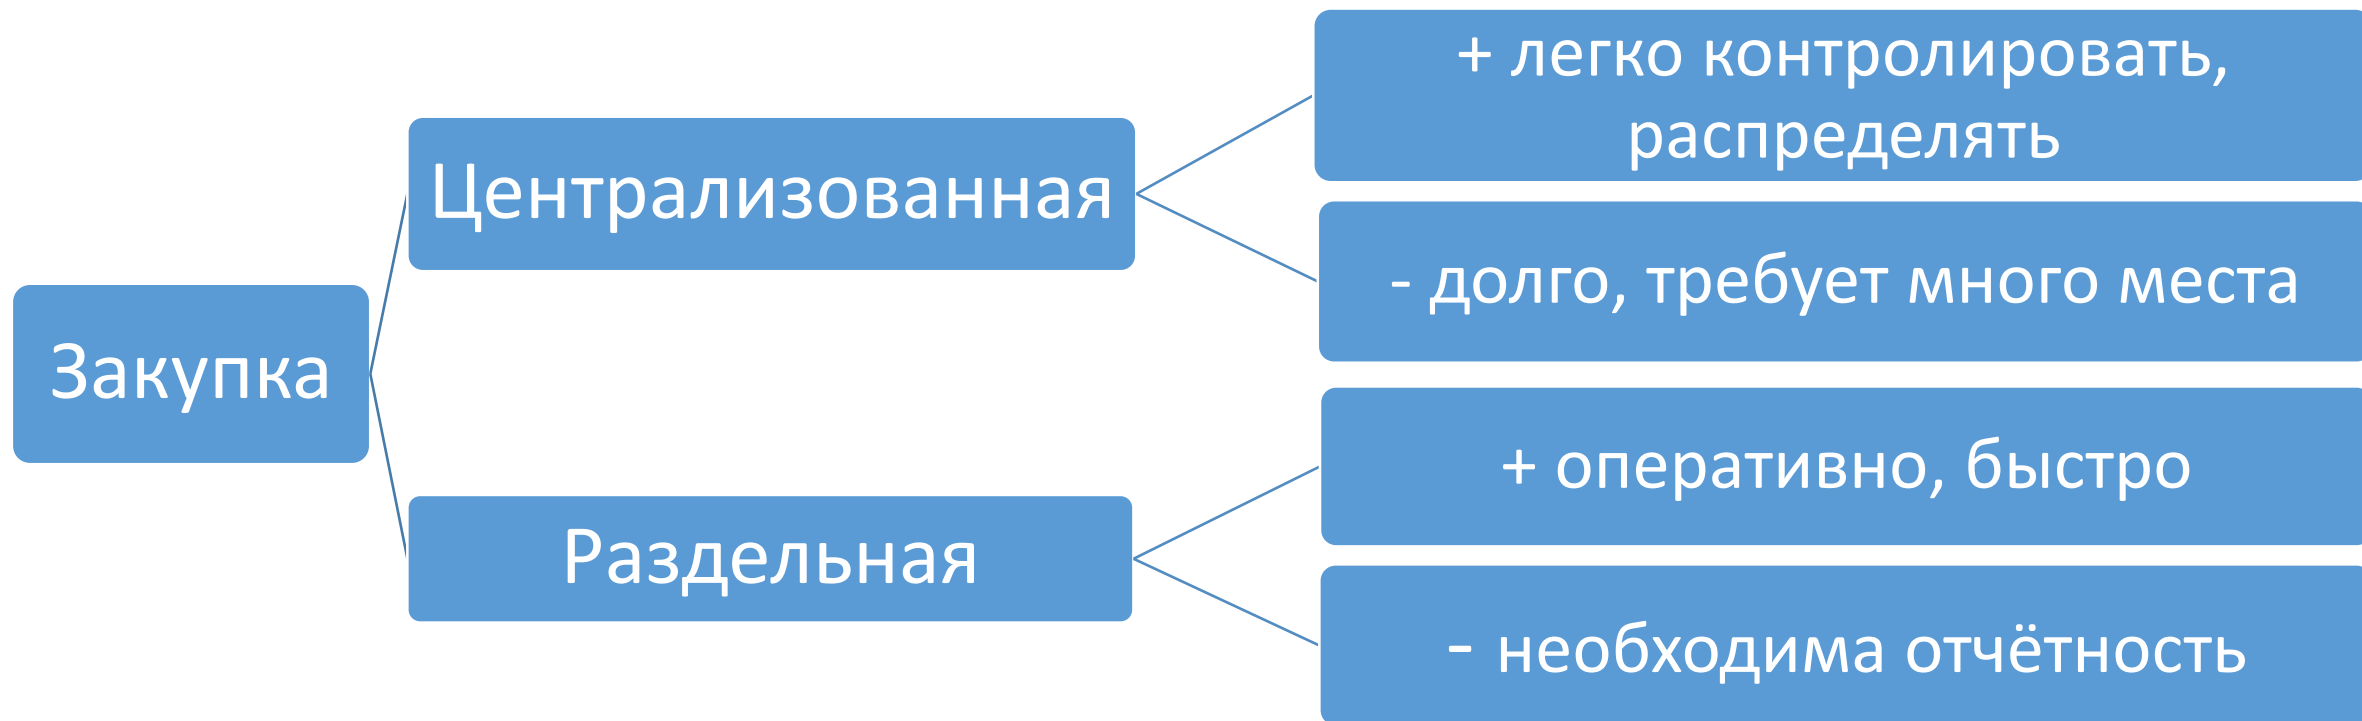 Закупка
Централизованная
+ легко контролировать,
распределять
- долго, требует много места
Раздельная
+ оперативно, быстро
- необходима отчётность